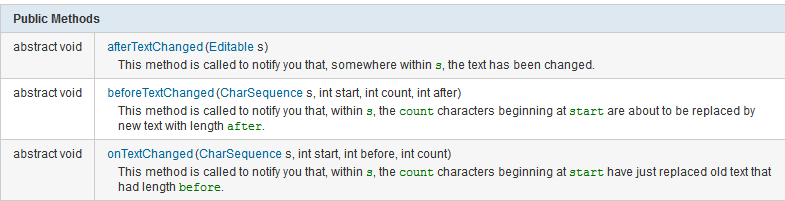 Public Methods
abstract void afterTextChanged (Editable s)
This method is called to notify you that, somewhere within s, the text has been changed.
abstract void beforeTextChanged (CharSequence s, int start, int count, int after)
This method is called to notify you that, within s, the count characters beginning at start are about to be replaced by
new text with length after.
abstract void onTextChanged (CharSequence s, int start, int before, int count)
This method is called to notify you that, within s, the count characters beginning at start have just replaced old text that
had length before.